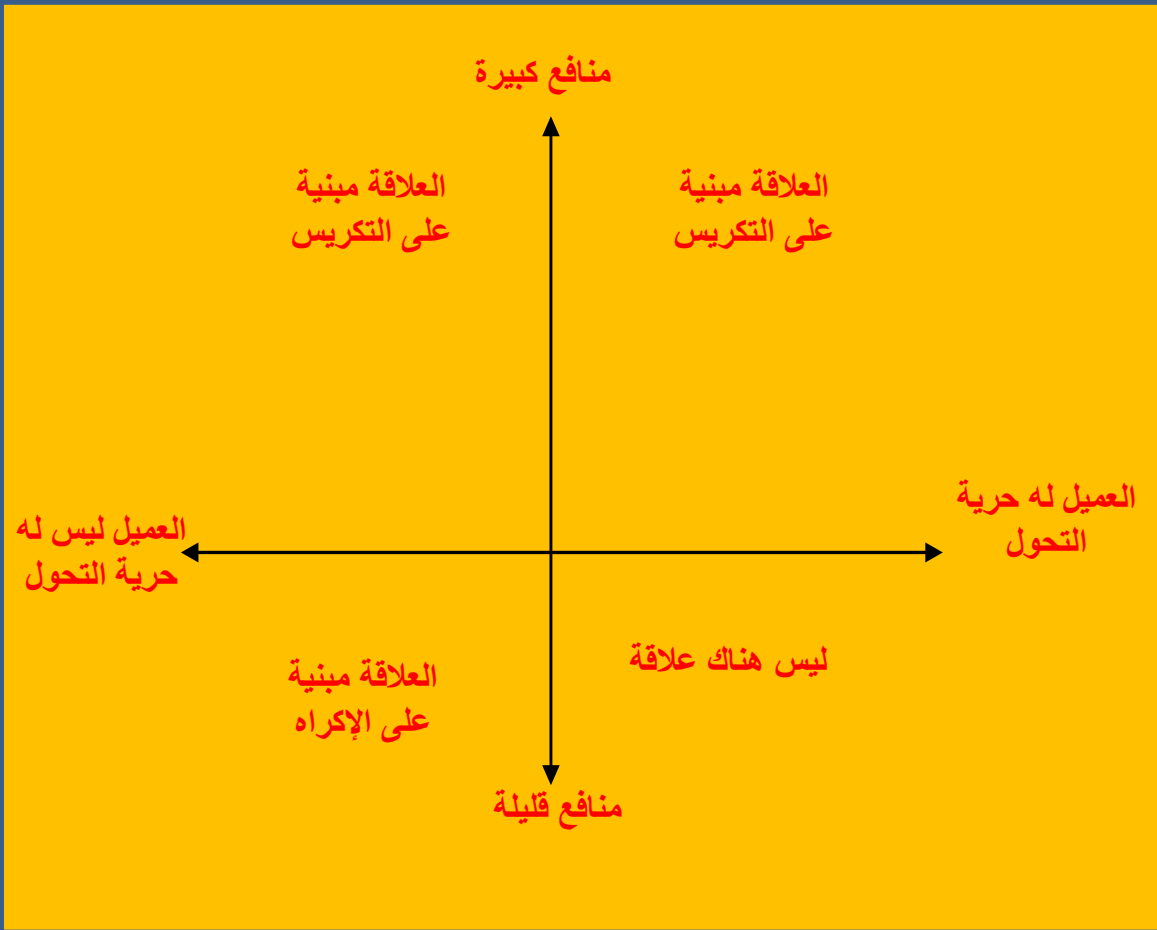 منافع كبيرة
العلاقة مبنية
على التكريس
العلاقة مبنية
على التكريس
العميل له حرية
التحول
العميل ليس له
حرية التحول
ليس هناك علاقة
العلاقة مبنية
على الإكراه
منافع قليلة